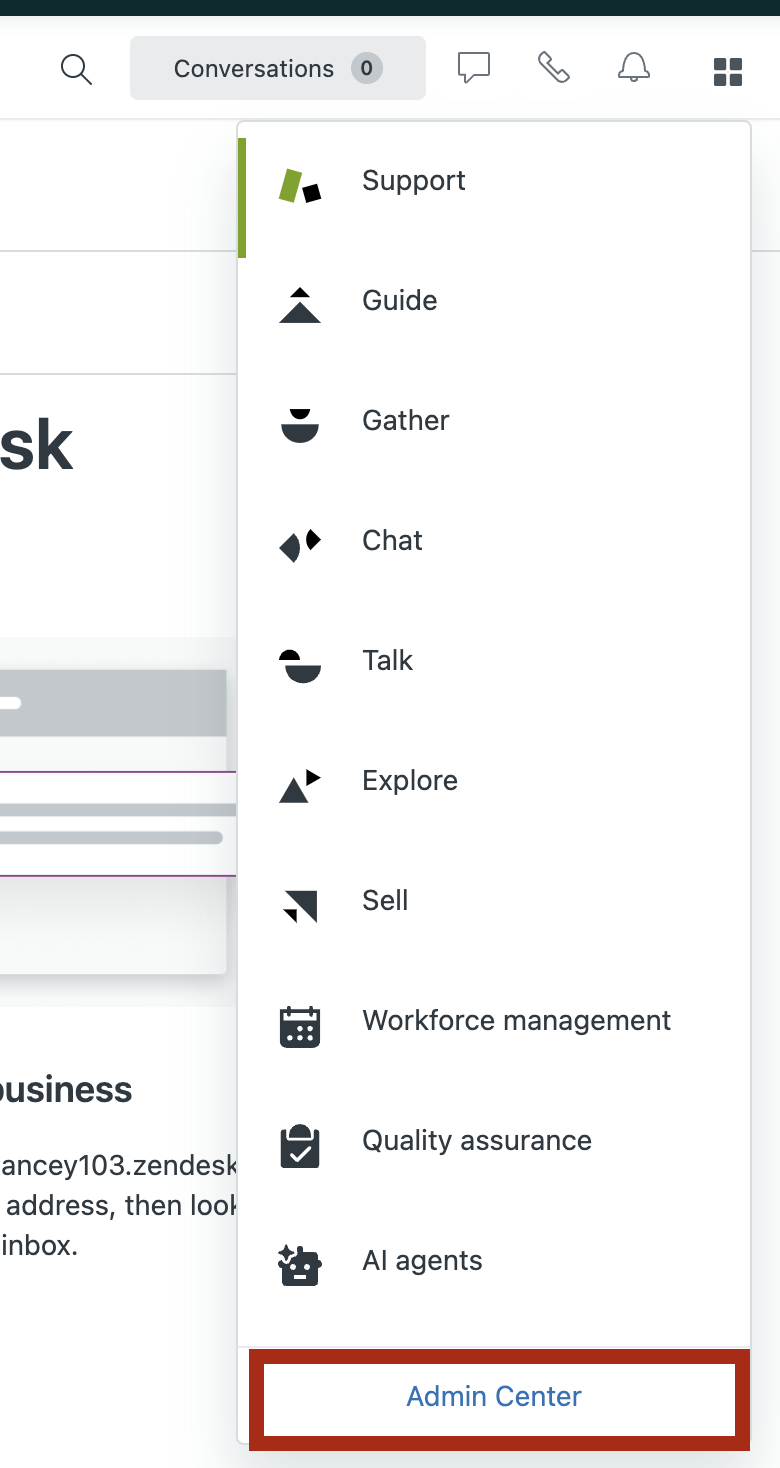 Conversations 0
Support
Guide
Gather
sk
Chat
Talk
Explore
Sell
Workforce management
business
Quality assurance
ancey103.zendesk
address, then look
inbox.
AI agents
Admin Center